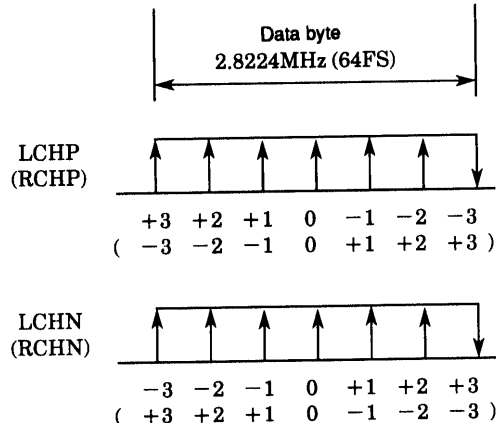 Data byte
2.8224MHz (64FS)
LCHP
(RCHP)
+3 +2 +1 0 −1 −2 −3
( −3 −2 −1 0 +1 +2 +3 )
LCHN
(RCHN)
−3 −2 −1 0 +1 +2 +3
( +3 +2 +1 0 −1 −2 −3 )